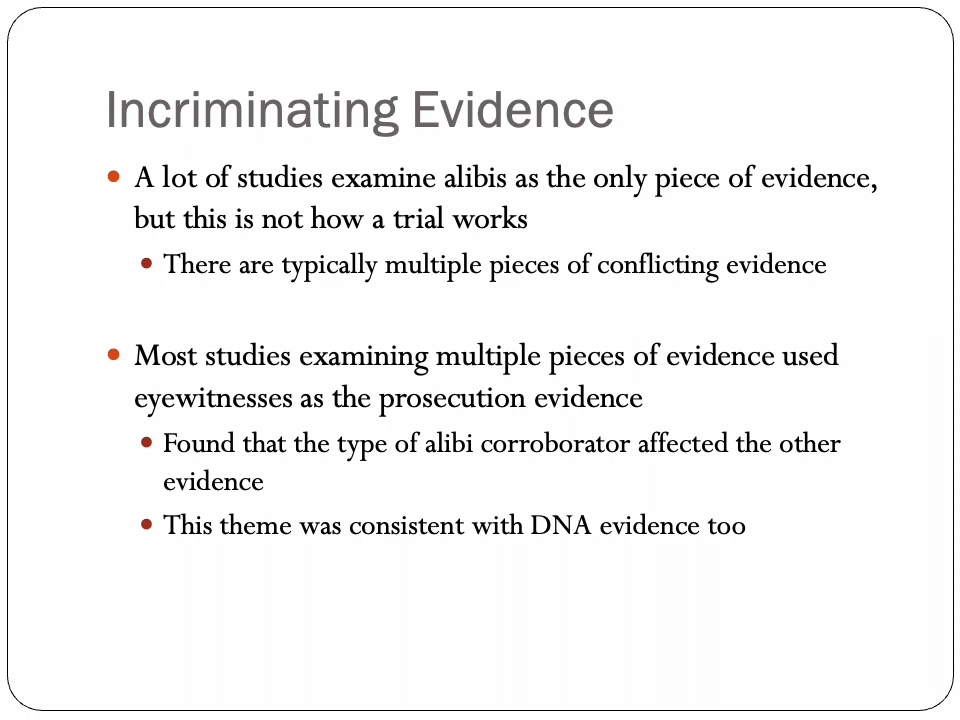 Incriminating Evidence
A lot of studies examine alibis as the only piece of evidence,
but this is not how a trial works
There are typically multiple pieces of conflicting evidence
Most studies examining multiple pieces of evidence used
eyewitnesses as the prosecution evidence
Found that the type of alibi corroborator affected the other
evidence
This theme was consistent with DNA evidence too